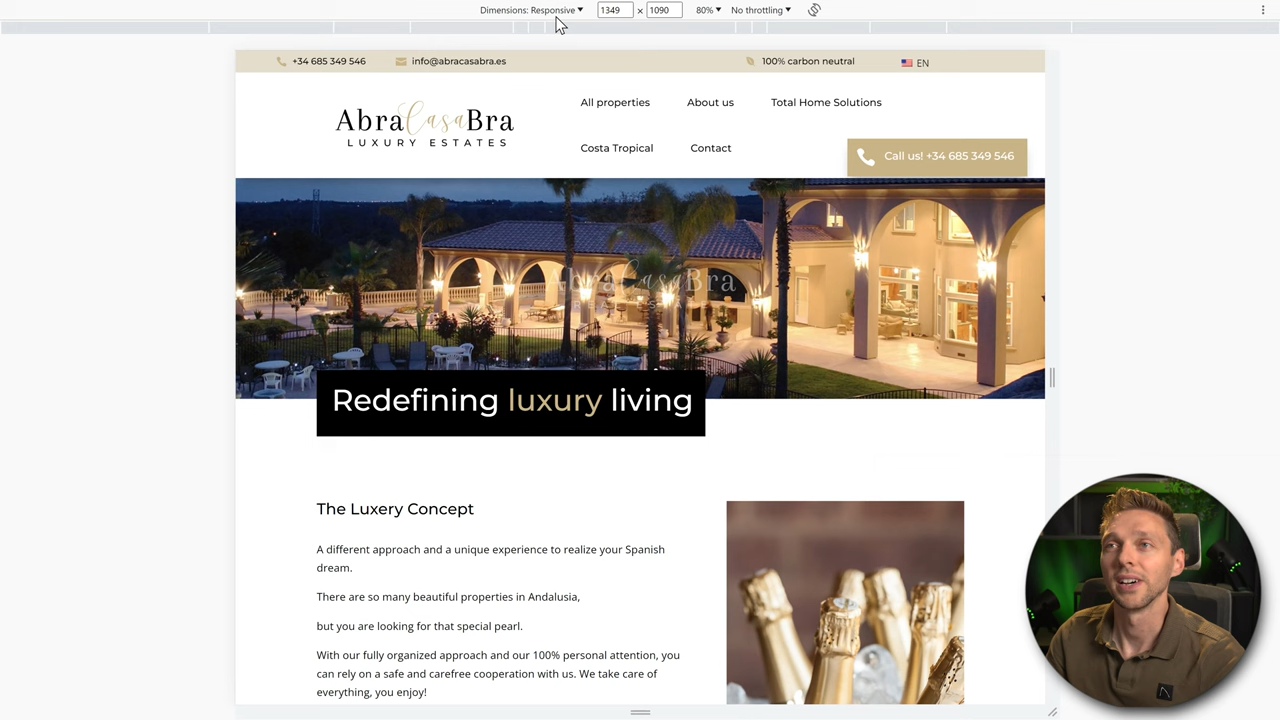 Dimensions: Responsive 1349 x 1090 80% No throttling
+34 685 349 546 info@abracasabra.es 100% carbon neutral EN
AbraCasaBra
LUXURY ESTATES
All properties About us Total Home Solutions
Costa Tropical Contact
Call us! +34 685 349 546
AbraCasaBra
Redefining luxury living
The Luxery Concept
A different approach and a unique experience to realize your Spanish
dream.
There are so many beautiful properties in Andalusia,
but you are looking for that special pearl.
With our fully organized approach and our 100% personal attention, you
can rely on a safe and carefree cooperation with us. We take care of
everything, you enjoy!